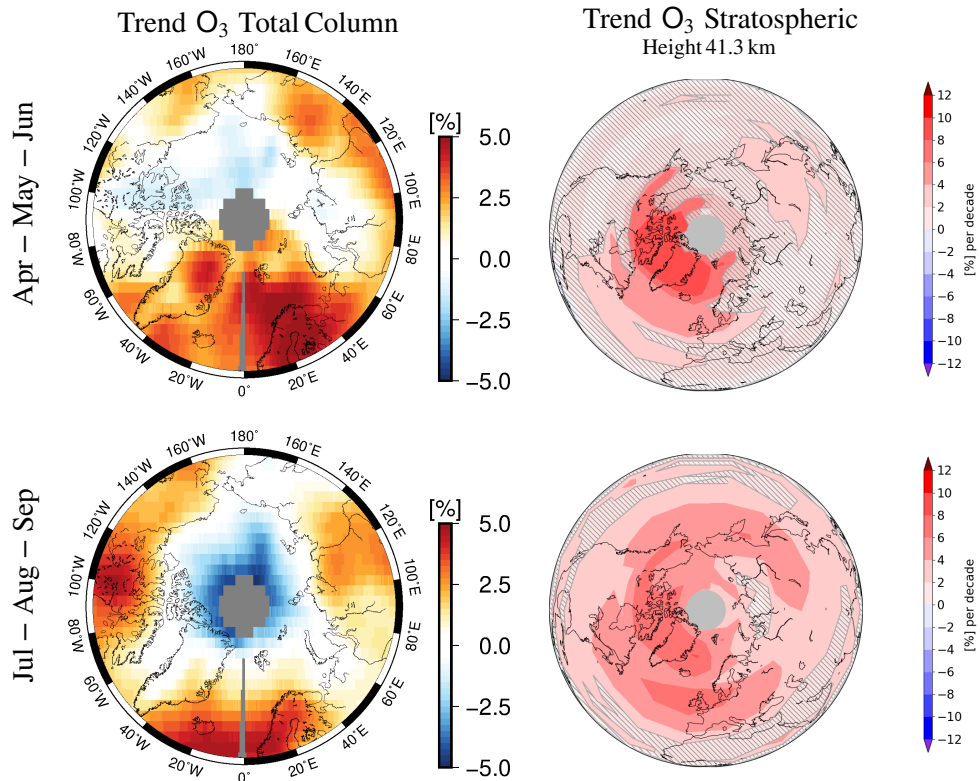 Trend O₃ Total Column
Trend O₃ Stratospheric
Height 41.3 km
Apr – May – Jun
180˚
160˚W
160˚E
140˚W
140˚E
120˚W
120˚E
100˚W
100˚E
80˚W
80˚E
60˚W
60˚E
40˚W
40˚E
20˚W
20˚E
0˚
[%]
5.0
2.5
0.0
−2.5
−5.0
12
10
8
6
4
2
0
−2
−4
−6
−8
−10
−12
[%] per decade
Jul – Aug – Sep
180˚
160˚W
160˚E
140˚W
140˚E
120˚W
120˚E
100˚W
100˚E
80˚W
80˚E
60˚W
60˚E
40˚W
40˚E
20˚W
20˚E
0˚
[%]
5.0
2.5
0.0
−2.5
−5.0
12
10
8
6
4
2
0
−2
−4
−6
−8
−10
−12
[%] per decade